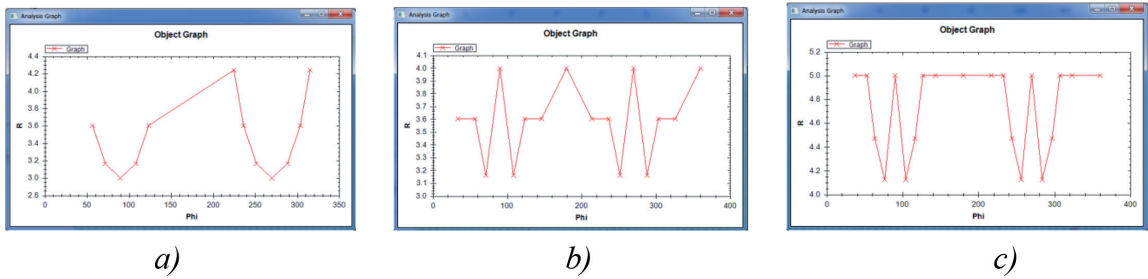 Analysis Graph
Object Graph
Graph
4.4
4.2
4.0
3.8
3.6
3.4
3.2
3.0
2.8
R
0 50 100 150 200 250 300 350
Phi
a)
Analysis Graph
Object Graph
Graph
4.1
4.0
3.9
3.8
3.7
3.6
3.5
3.4
3.3
3.2
3.1
3.0
R
0 100 200 300 400
Phi
b)
Analysis Graph
Object Graph
Graph
5.2
5.0
4.8
4.6
4.4
4.2
4.0
R
0 100 200 300 400
Phi
c)